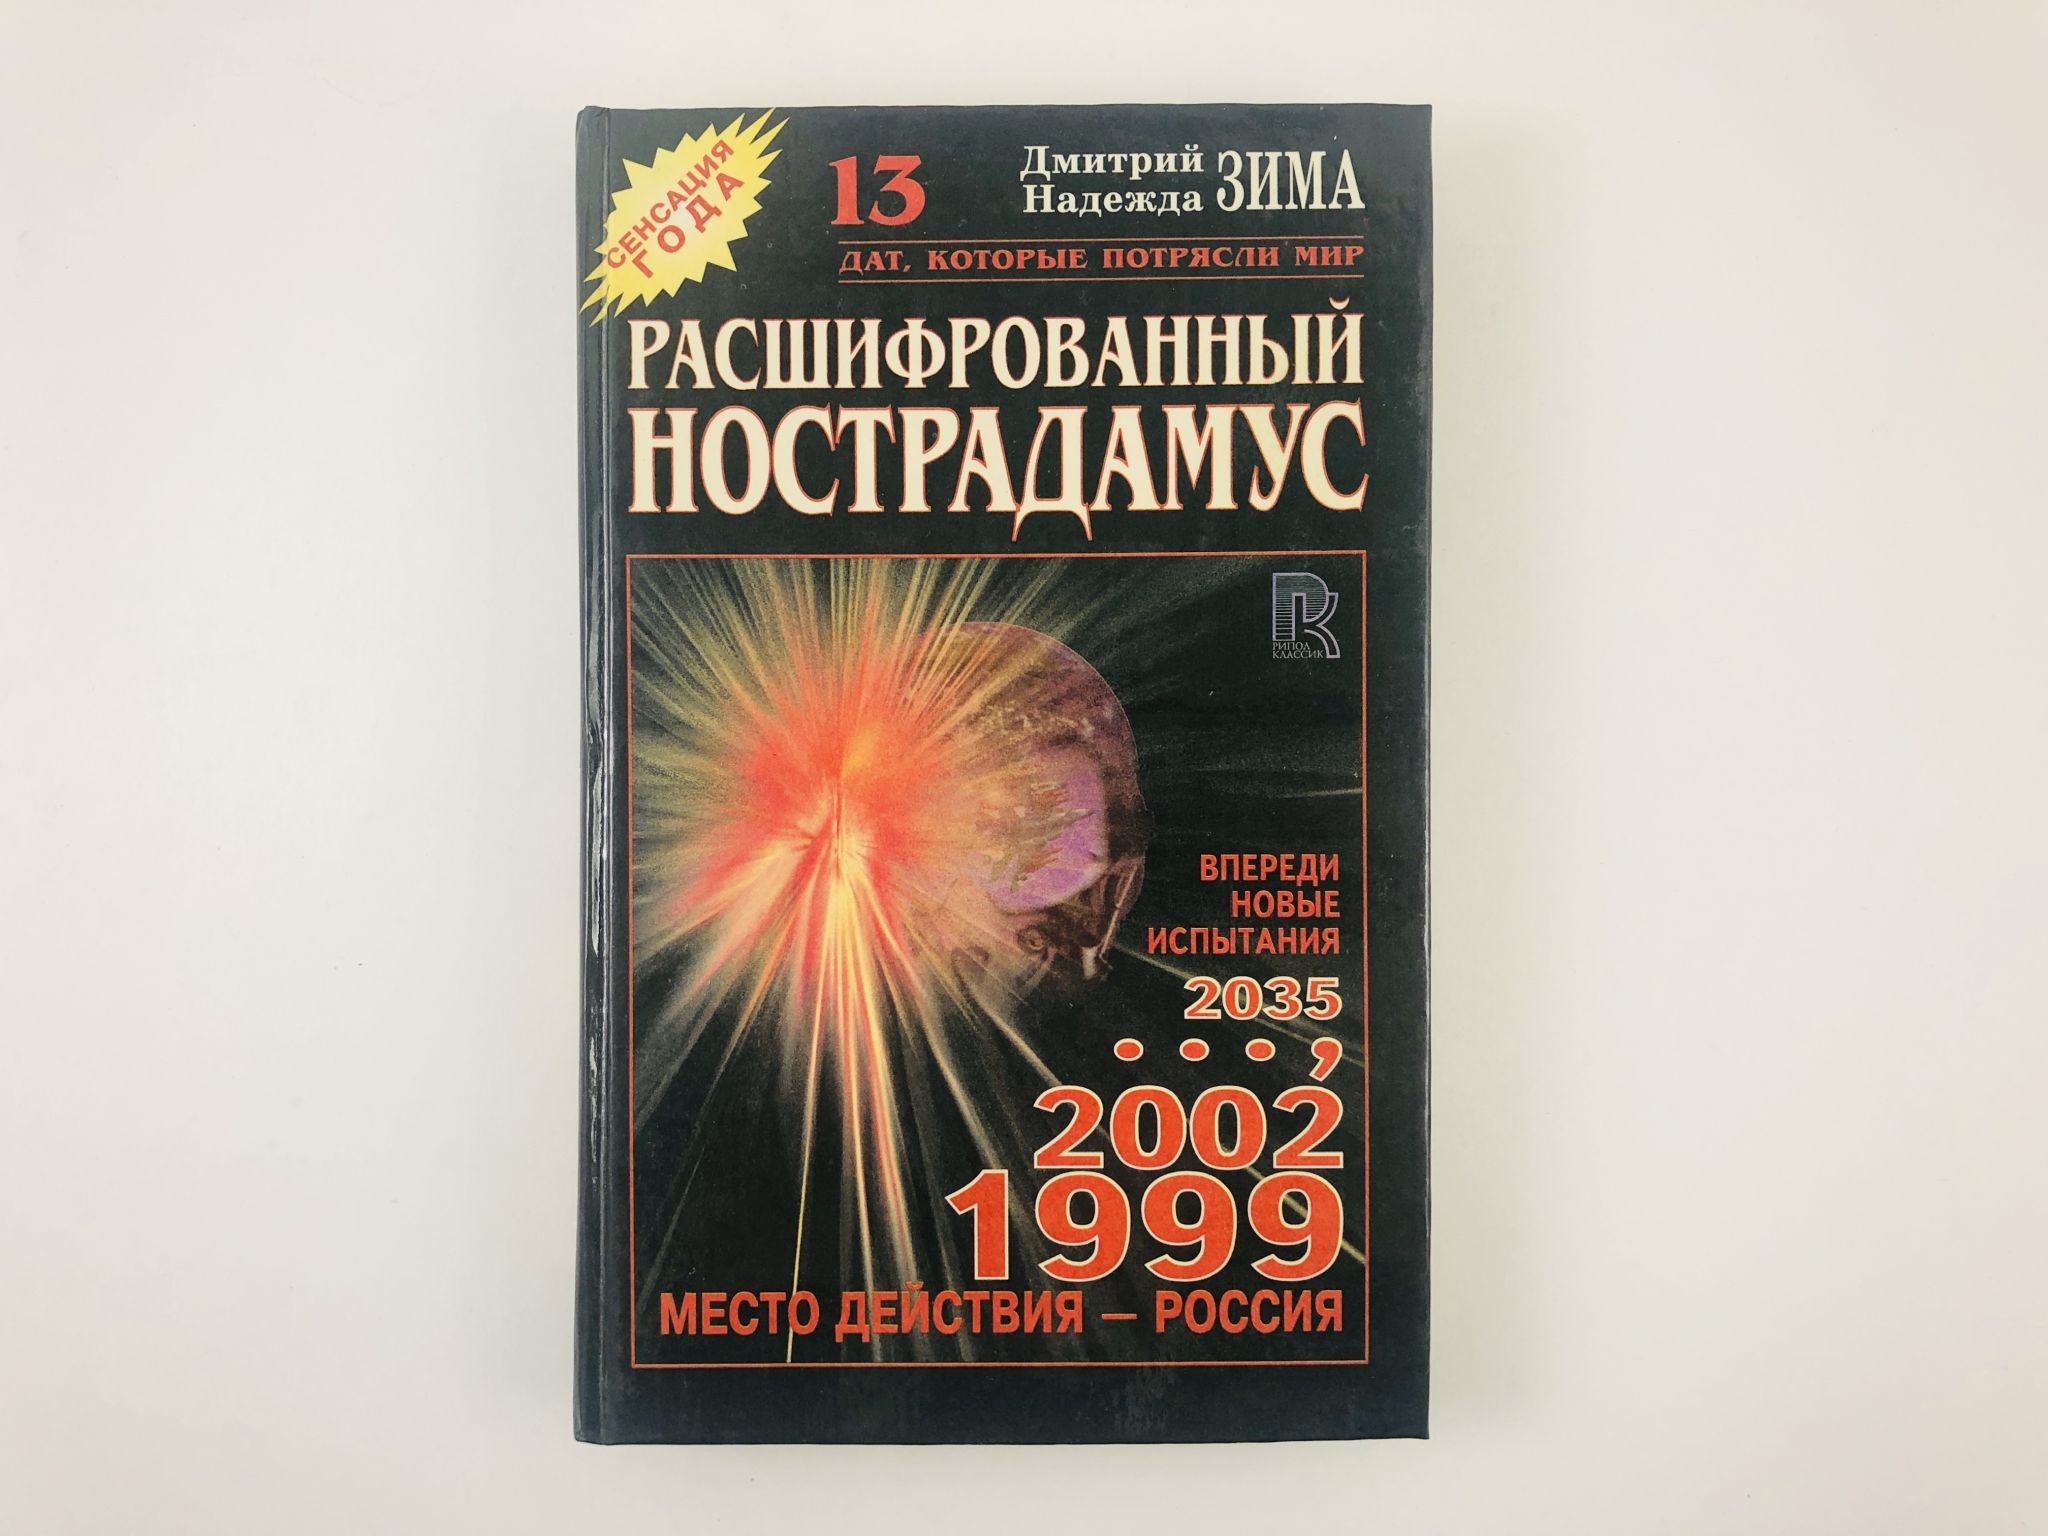 СЕНСАЦИЯ
ГОДА
Дмитрий
Надежда ЗИМА
13
ДАТ, КОТОРЫЕ ПОТРЯСЛИ МИР
РАСШИФРОВАННЫЙ
НОСТРАДАМУС
РИПОЛ
КЛАССИК
ВПЕРЕДИ
НОВЫЕ
ИСПЫТАНИЯ
2035
...,
2002
1999
МЕСТО ДЕЙСТВИЯ – РОССИЯ